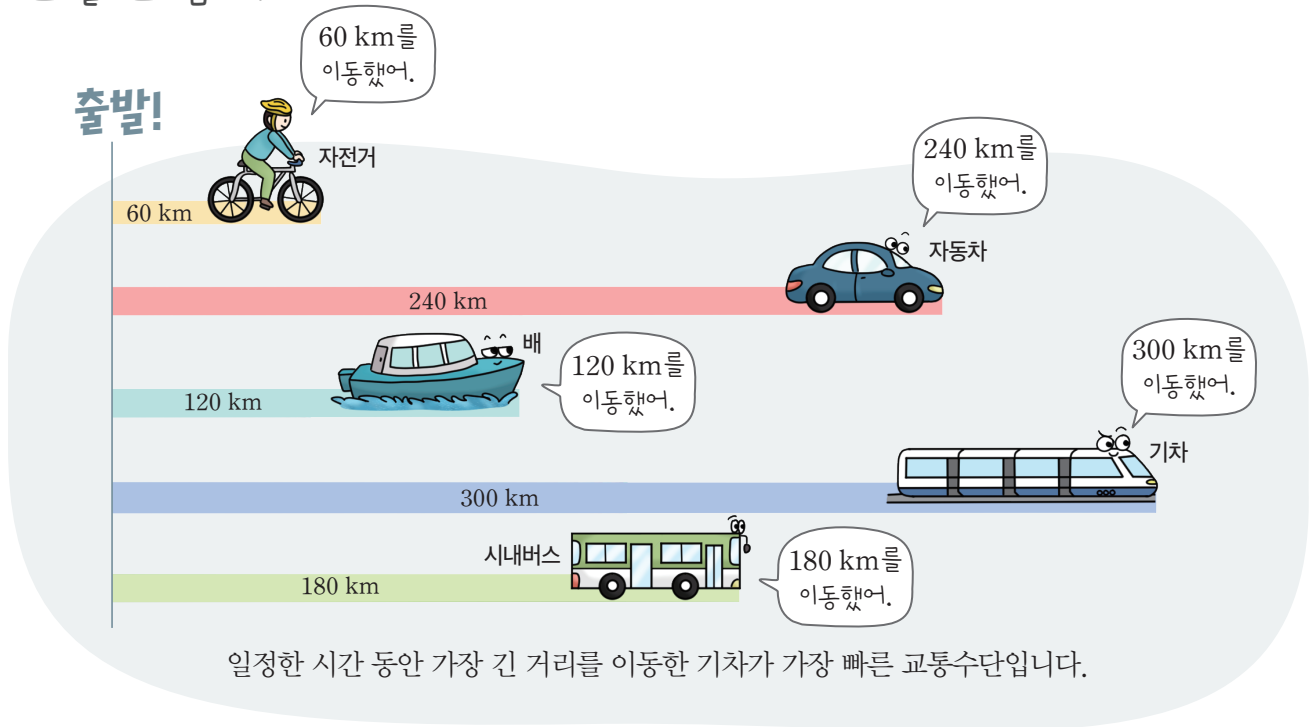 60 km를
이동했어.
출발!
자전거
60 km
240 km를
이동했어.
자동차
240 km
배
120 km를
이동했어.
120 km
300 km를
이동했어.
기차
300 km
시내버스
180 km를
이동했어.
180 km
일정한 시간 동안 가장 긴 거리를 이동한 기차가 가장 빠른 교통수단입니다.